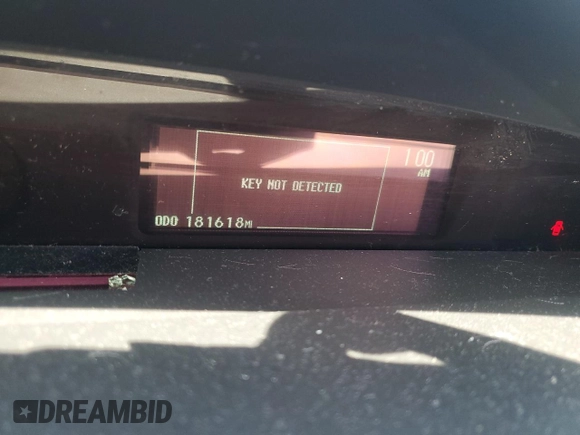 1:00
AM
KEY NOT DETECTED
ODO 181618MI
DREAMBID